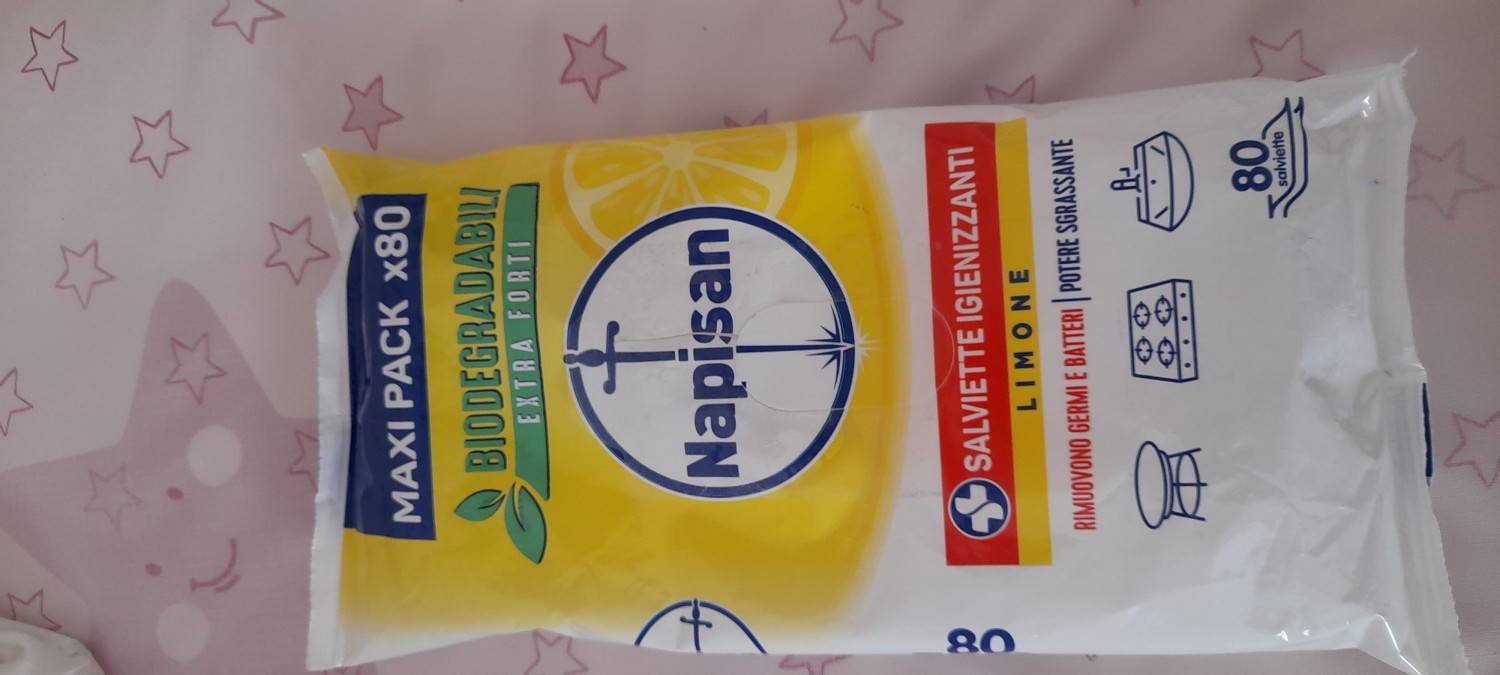 MAXI PACK x80
BIODEGRADABILI
EXTRA FORTI
Napisan
SALVIETTE IGIENIZZANTI
LIMONE
RIMUOVONO GERMI E BATTERI | POTERE SGRASSANTE
80
salviette
80